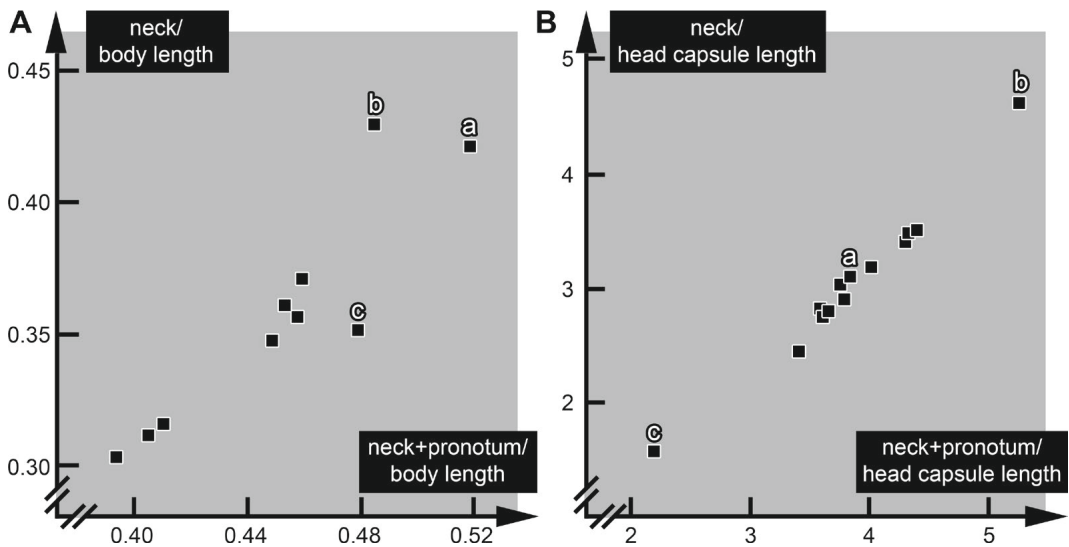 A
neck/
body length
0.45
0.40
0.35
0.30
b
a
c
neck+pronotum/
body length
0.40 0.44 0.48 0.52
B
neck/
head capsule length
5
4
3
2
b
a
c
neck+pronotum/
head capsule length
2 3 4 5